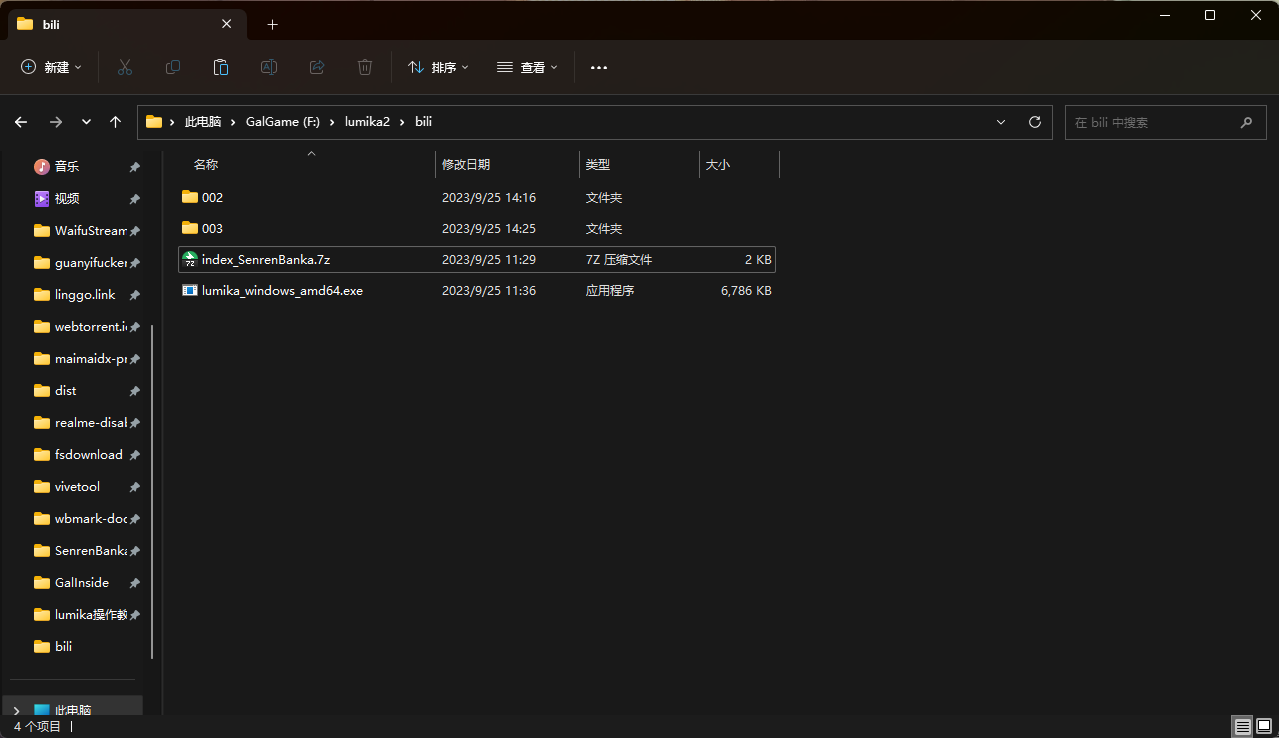 bili
新建
排序
查看
此电脑 GalGame (F:) lumika2 bili
在 bili 中搜索
名称 修改日期 类型 大小
002 2023/9/25 14:16 文件夹
003 2023/9/25 14:25 文件夹
index_SenrenBanka.7z 2023/9/25 11:29 7Z 压缩文件 2 KB
lumika_windows_amd64.exe 2023/9/25 11:36 应用程序 6,786 KB
音乐
视频
WaifuStream
guanyifucker
linggo.link
webtorrent.i
maimaidx-pr
dist
realme-disal
fsdownload
vivetool
wbmark-doc
SenrenBanka
GalInside
lumika操作教
bili
此电脑
4 个项目